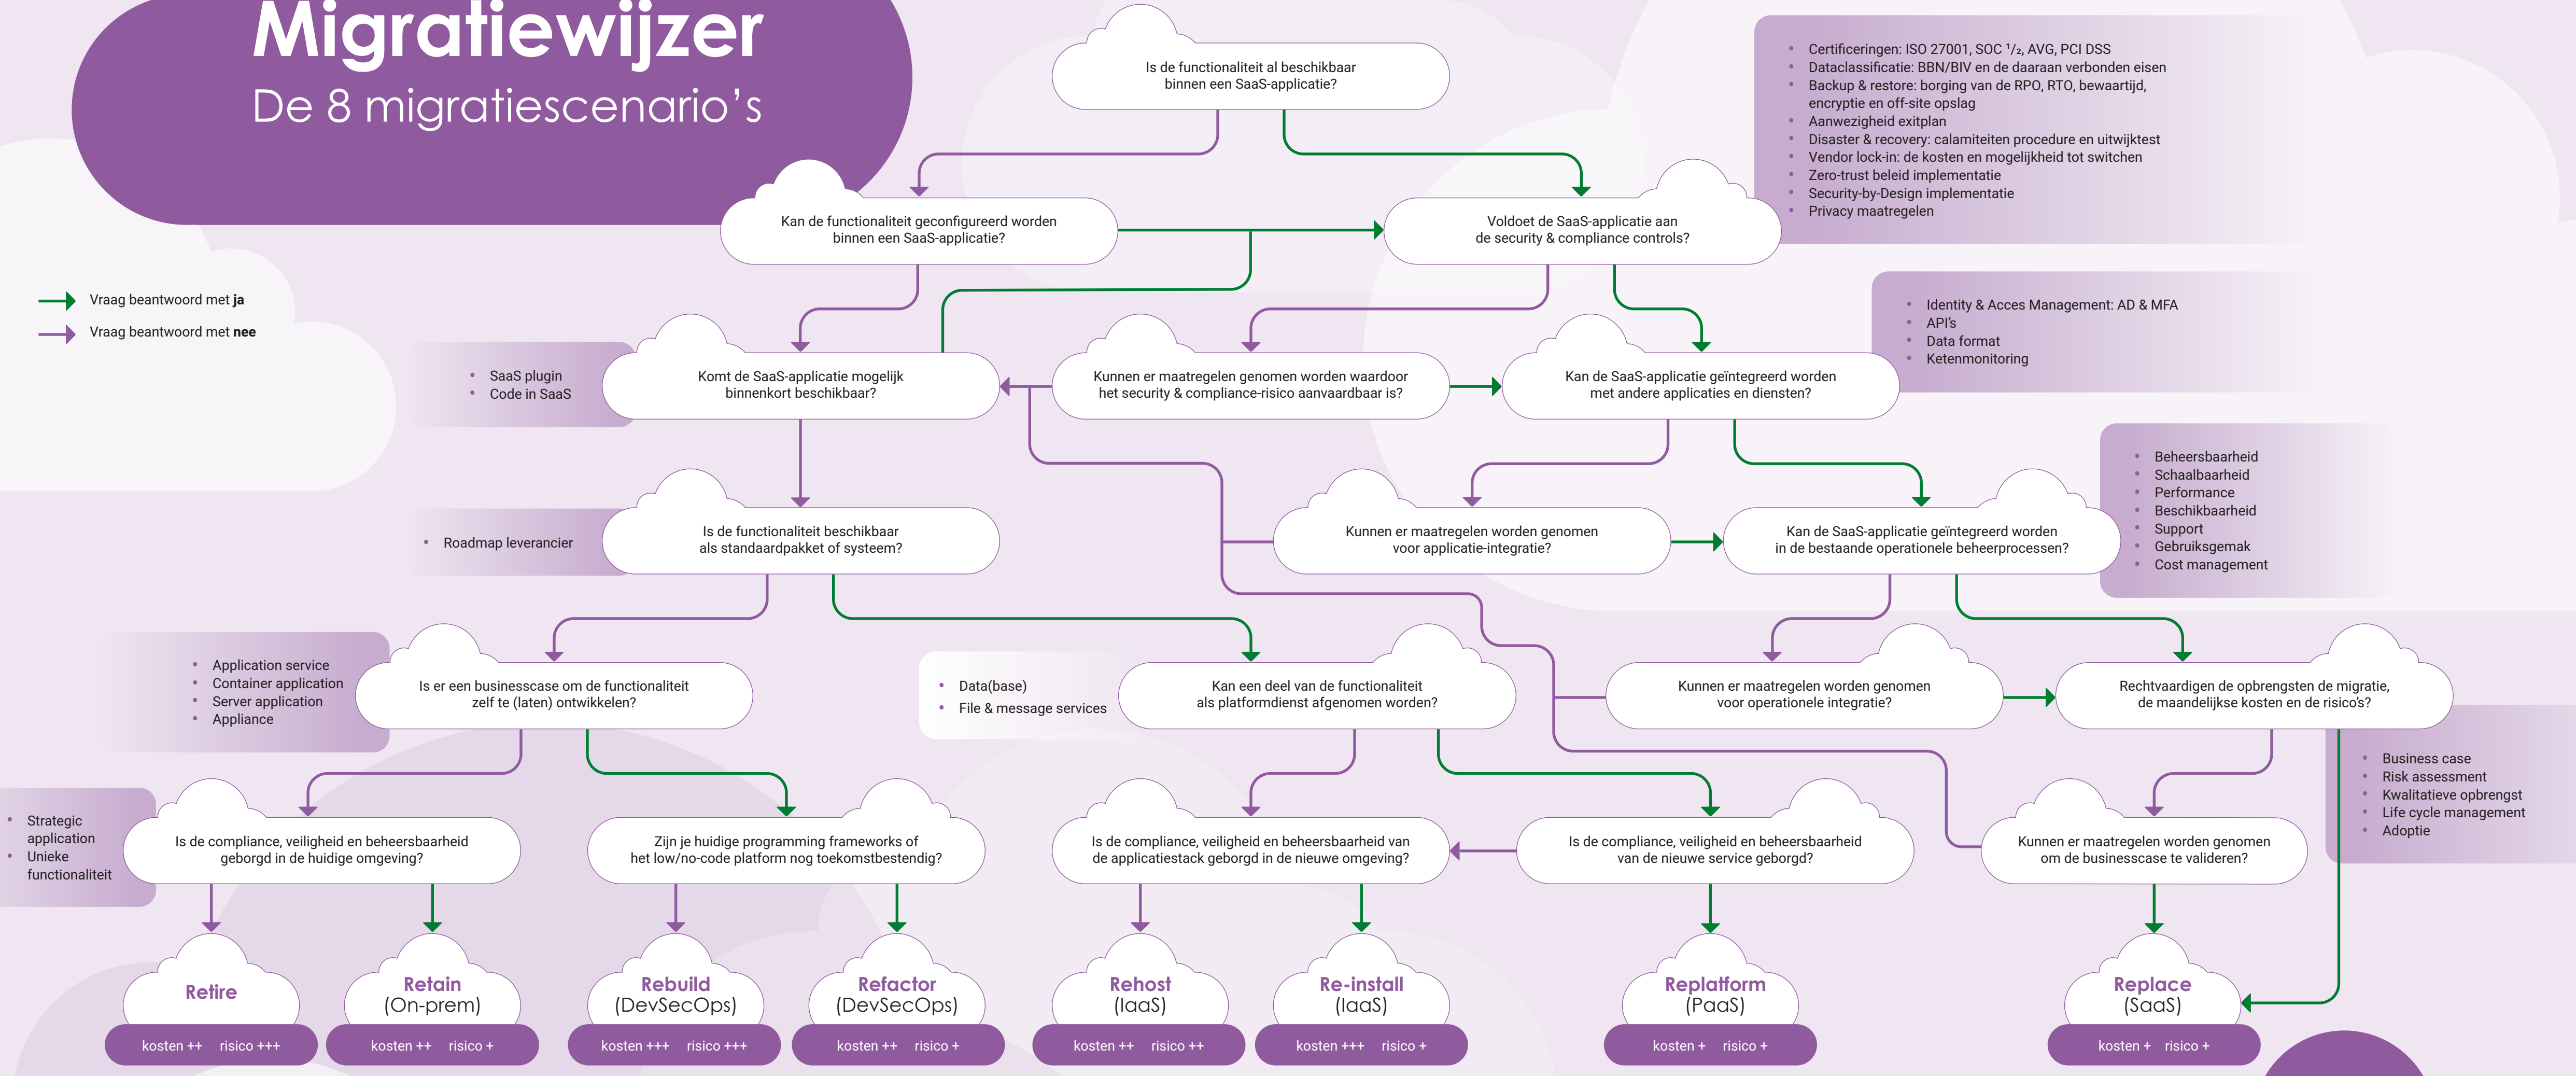 Migratiewijzer
De 8 migratiescenario's
Is de functionaliteit al beschikbaar
binnen een SaaS-applicatie?
• Certificeringen: ISO 27001, SOC ¹/₂, AVG, PCI DSS
• Dataclassificatie: BBN/BIV en de daaraan verbonden eisen
• Backup & restore: borging van de RPO, RTO, bewaartijd,
encryptie en off-site opslag
• Aanwezigheid exitplan
• Disaster & recovery: calamiteiten procedure en uitwijktest
• Vendor lock-in: de kosten en mogelijkheid tot switchen
• Zero-trust beleid implementatie
• Security-by-Design implementatie
• Privacy maatregelen
Kan de functionaliteit geconfigureerd worden
binnen een SaaS-applicatie?
Voldoet de SaaS-applicatie aan
de security & compliance controls?
Vraag beantwoord met ja
Vraag beantwoord met nee
• Identity & Acces Management: AD & MFA
• API's
• Data format
• Ketenmonitoring
• SaaS plugin
• Code in SaaS
Komt de SaaS-applicatie mogelijk
binnenkort beschikbaar?
Kunnen er maatregelen genomen worden waardoor
het security & compliance-risico aanvaardbaar is?
Kan de SaaS-applicatie geïntegreerd worden
met andere applicaties en diensten?
• Beheersbaarheid
• Schaalbaarheid
• Performance
• Beschikbaarheid
• Support
• Gebruiksgemak
• Cost management
• Roadmap leverancier
Is de functionaliteit beschikbaar
als standaardpakket of systeem?
Kunnen er maatregelen worden genomen
voor applicatie-integratie?
Kan de SaaS-applicatie geïntegreerd worden
in de bestaande operationele beheerprocessen?
• Application service
• Container application
• Server application
• Appliance
Is er een businesscase om de functionaliteit
zelf te (laten) ontwikkelen?
• Data(base)
• File & message services
Kan een deel van de functionaliteit
als platformdienst afgenomen worden?
Kunnen er maatregelen worden genomen
voor operationele integratie?
Rechtvaardigen de opbrengsten de migratie,
de maandelijkse kosten en de risico's?
• Business case
• Risk assessment
• Kwalitatieve opbrengst
• Life cycle management
• Adoptie
• Strategic
application
• Unieke
functionaliteit
Is de compliance, veiligheid en beheersbaarheid
geborgd in de huidige omgeving?
Zijn je huidige programming frameworks of
het low/no-code platform nog toekomstbestendig?
Is de compliance, veiligheid en beheersbaarheid van
de applicatiestack geborgd in de nieuwe omgeving?
Is de compliance, veiligheid en beheersbaarheid
van de nieuwe service geborgd?
Kunnen er maatregelen worden genomen
om de businesscase te valideren?
Retire
Retain
(On-prem)
Rebuild
(DevSecOps)
Refactor
(DevSecOps)
Rehost
(IaaS)
Re-install
(IaaS)
Replatform
(PaaS)
Replace
(SaaS)
kosten ++ risico +++
kosten ++ risico +
kosten +++ risico +++
kosten ++ risico +
kosten ++ risico ++
kosten +++ risico +
kosten + risico +
kosten + risico +